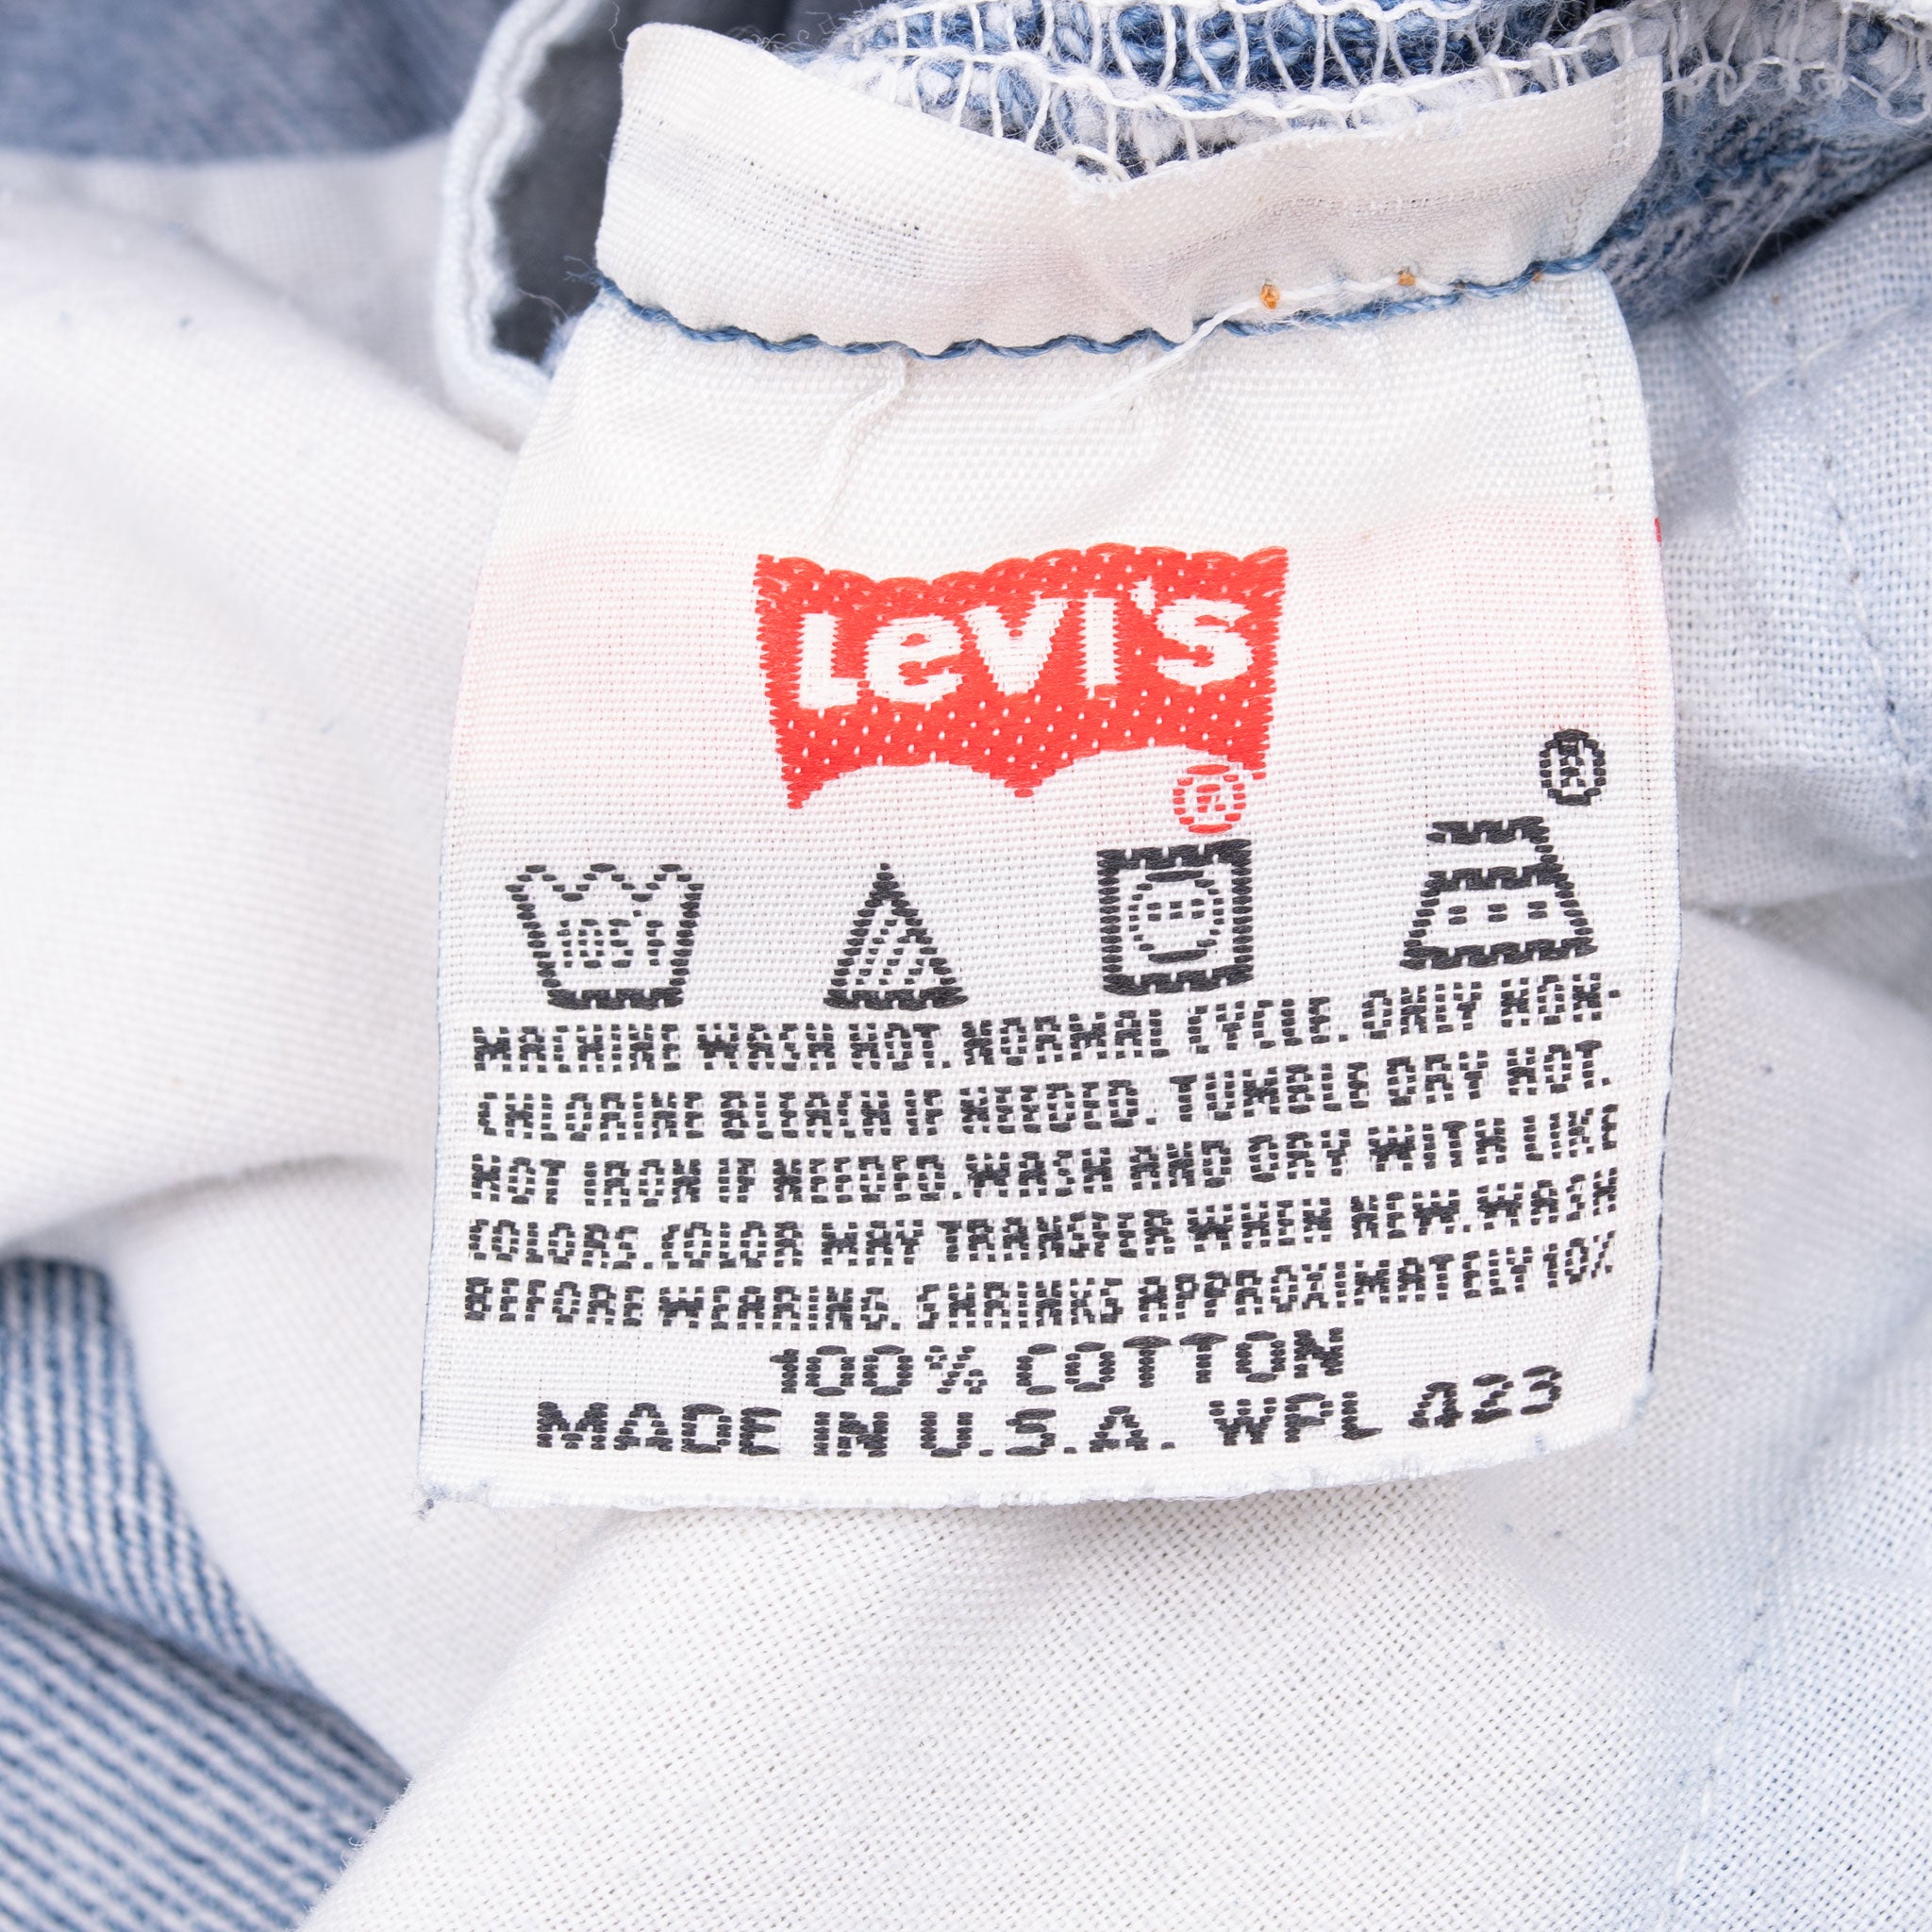 LEVI'S
®
®
105°F
MACHINE WASH HOT. NORMAL CYCLE. ONLY NON-
CHLORINE BLEACH IF NEEDED. TUMBLE DRY HOT.
HOT IRON IF NEEDED. WASH AND DRY WITH LIKE
COLORS. COLOR MAY TRANSFER WHEN NEW. WASH
BEFORE WEARING. SHRINKS APPROXIMATELY 10%
100% COTTON
MADE IN U.S.A. WPL 423